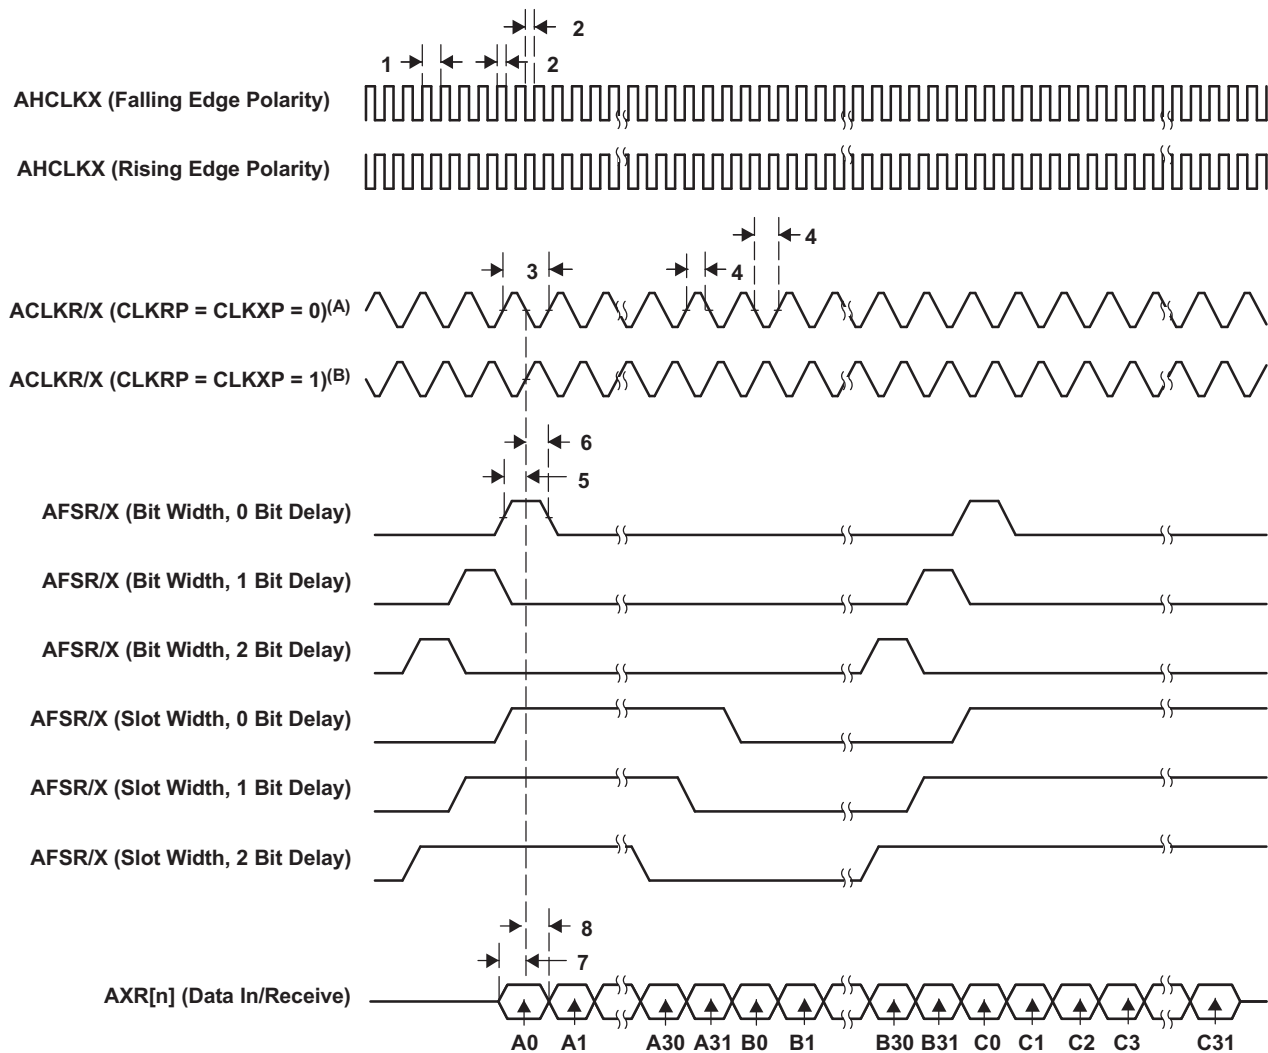 2
1
2
AHCLKX (Falling Edge Polarity)
AHCLKX (Rising Edge Polarity)
4
3
4
ACLKR/X (CLKRP = CLKXP = 0)(A)
ACLKR/X (CLKRP = CLKXP = 1)(B)
6
5
AFSR/X (Bit Width, 0 Bit Delay)
AFSR/X (Bit Width, 1 Bit Delay)
AFSR/X (Bit Width, 2 Bit Delay)
AFSR/X (Slot Width, 0 Bit Delay)
AFSR/X (Slot Width, 1 Bit Delay)
AFSR/X (Slot Width, 2 Bit Delay)
8
7
AXR[n] (Data In/Receive)
A0 A1 A30 A31 B0 B1 B30 B31 C0 C1 C2 C3 C31